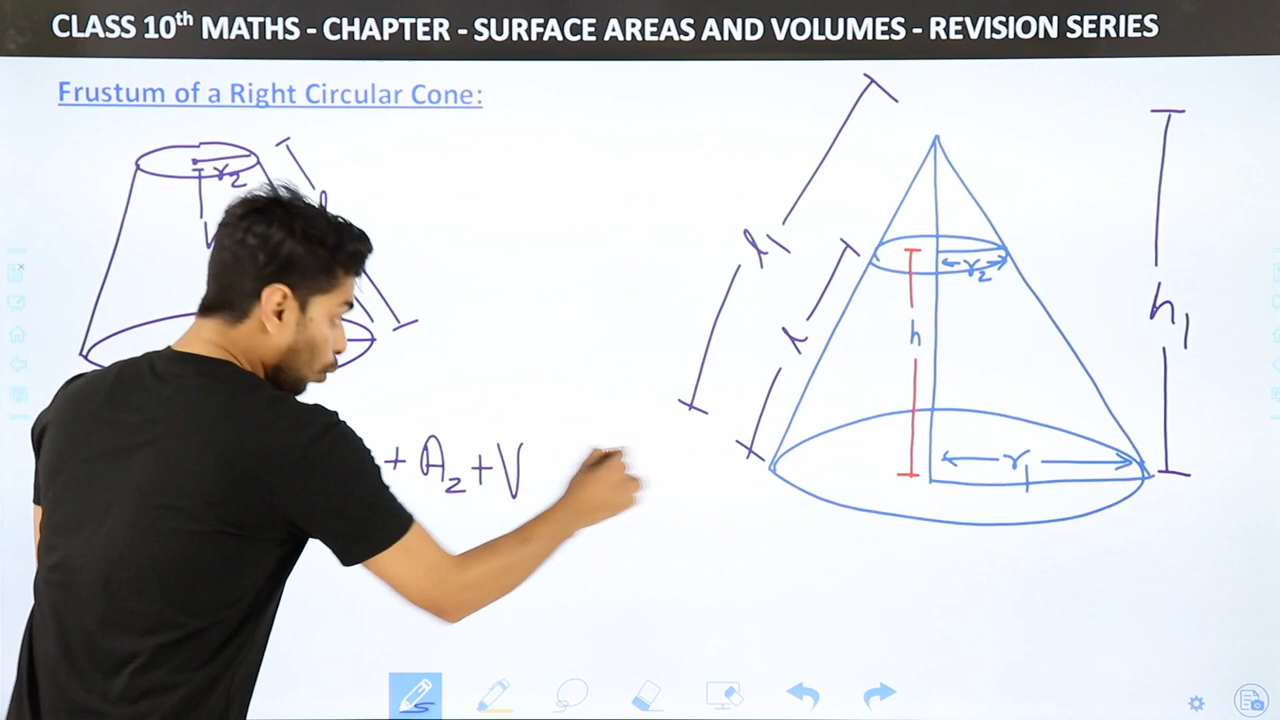 CLASS 10th MATHS - CHAPTER - SURFACE AREAS AND VOLUMES - REVISION SERIES
Frustum of a Right Circular Cone:
r2
l
l1
l
h
r2
h1
r1
+ A2 + V